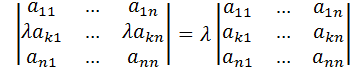 | a₁₁ … a₁ₙ | | a₁₁ … a₁ₙ |
| λaₖ₁ … λaₖₙ | = λ | aₖ₁ … aₖₙ |
| aₙ₁ … aₙₙ | | aₙ₁ … aₙₙ |